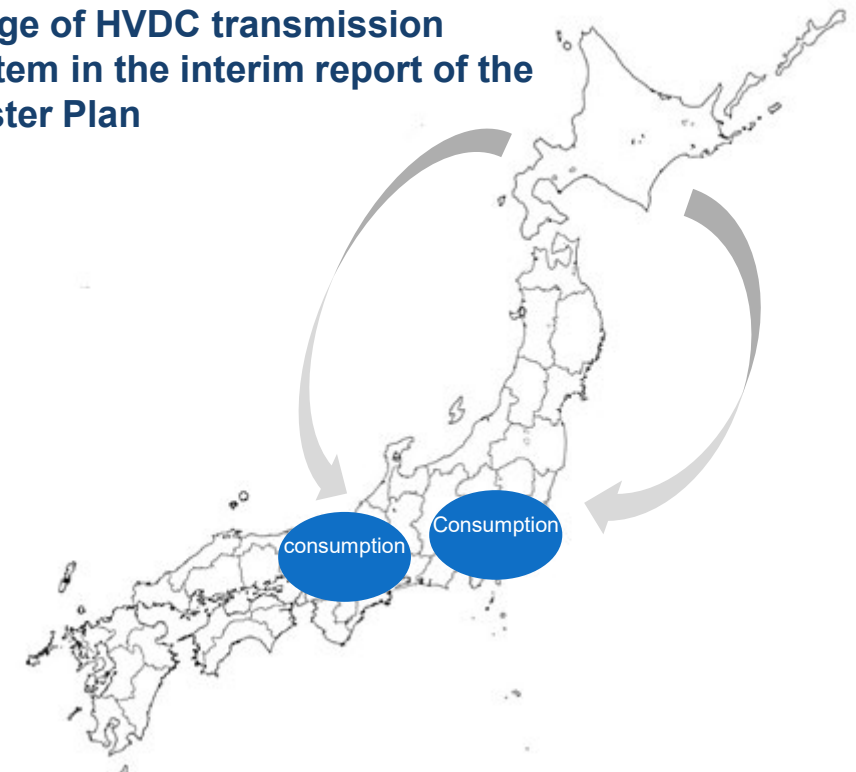 ge of HVDC transmission
tem in the interim report of the
ster Plan
consumption
Consumption